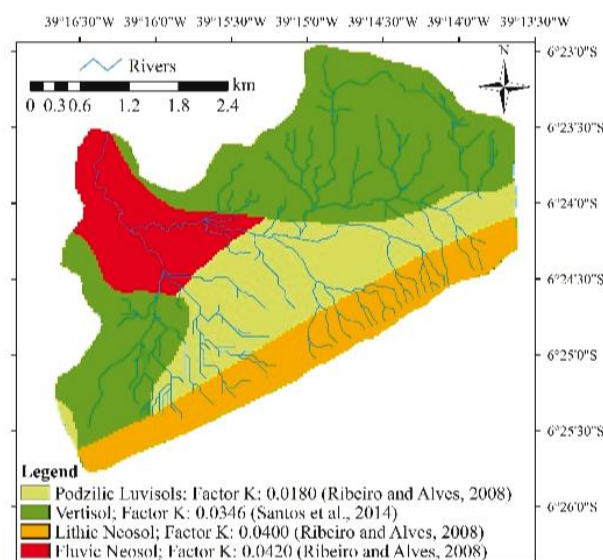 39°16'30"W 39°16'0"W 39°15'30"W 39°15'0"W 39°14'30"W 39°14'0"W 39°13'30"W
N
Rivers
km
0 0.30.6 1.2 1.8 2.4
6°23'0"S
6°23'30"S
6°24'0"S
6°24'30"S
6°25'0"S
6°25'30"S
6°26'0"S
Legend
Podzilic Luvisols; Factor K: 0.0180 (Ribeiro and Alves, 2008)
Vertisol; Factor K: 0.0346 (Santos et al., 2014)
Lithic Neosol; Factor K: 0.0400 (Ribeiro and Alves, 2008)
Fluvic Neosol; Factor K: 0.0420 (Ribeiro and Alves, 2008)